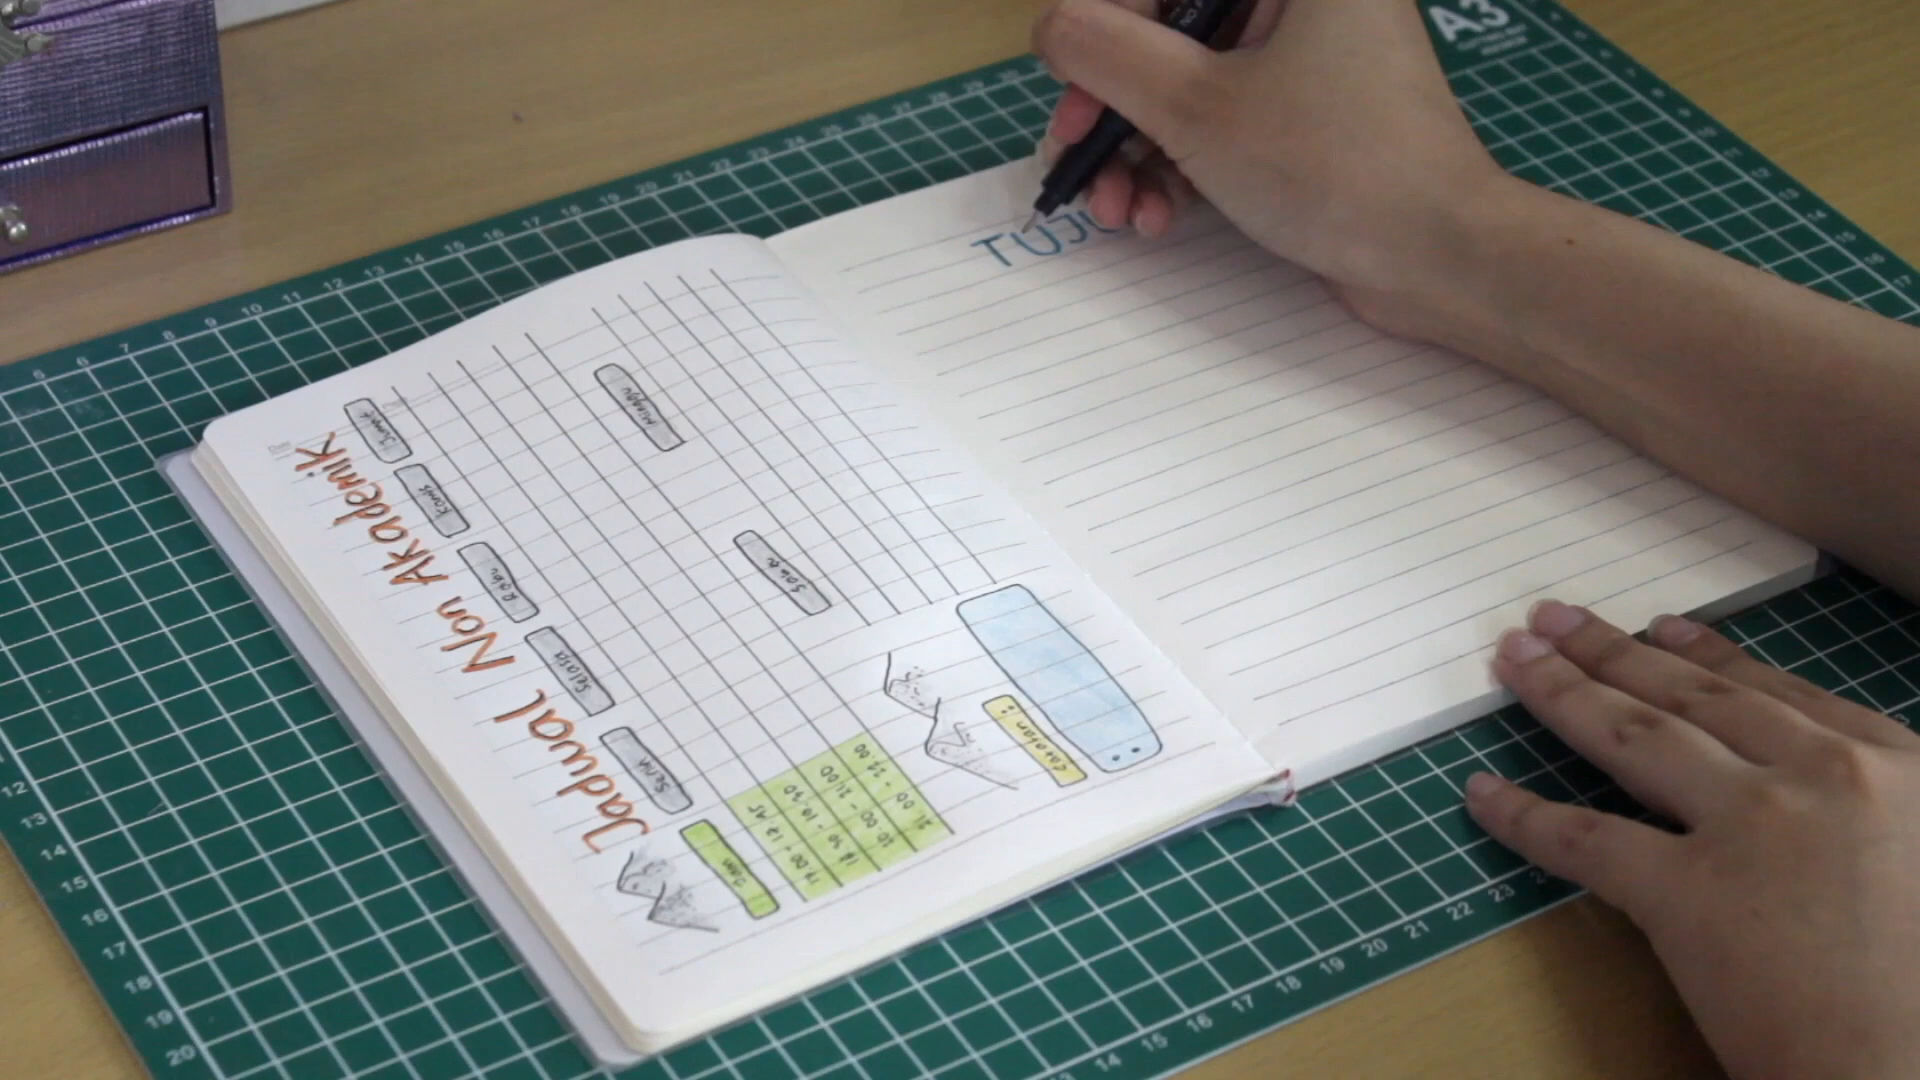 Jadwal Non Akademik
Jam
Senin
Selasa
Rabu
Kamis
Jumat
17.00 - 17.45
18.30 - 19.30
20.00 - 21.00
21.00 - 22.00
Sabtu
Minggu
Catatan:
TUJU
A3